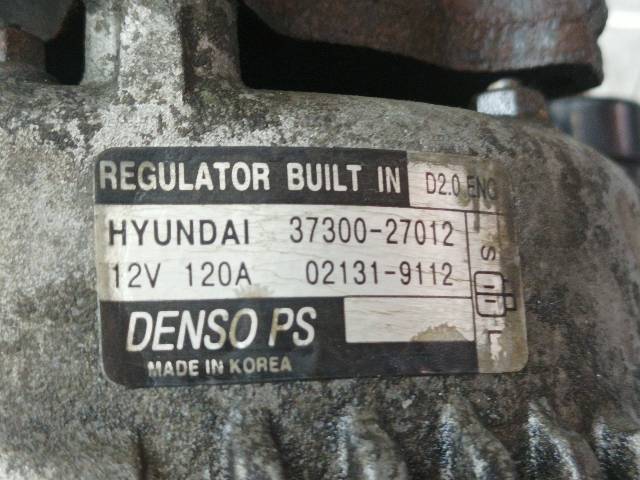 REGULATOR BUILT IN D2.0 ENG
HYUNDAI 37300-27012
12V 120A 02131-9112
DENSO PS
MADE IN KOREA
S
L